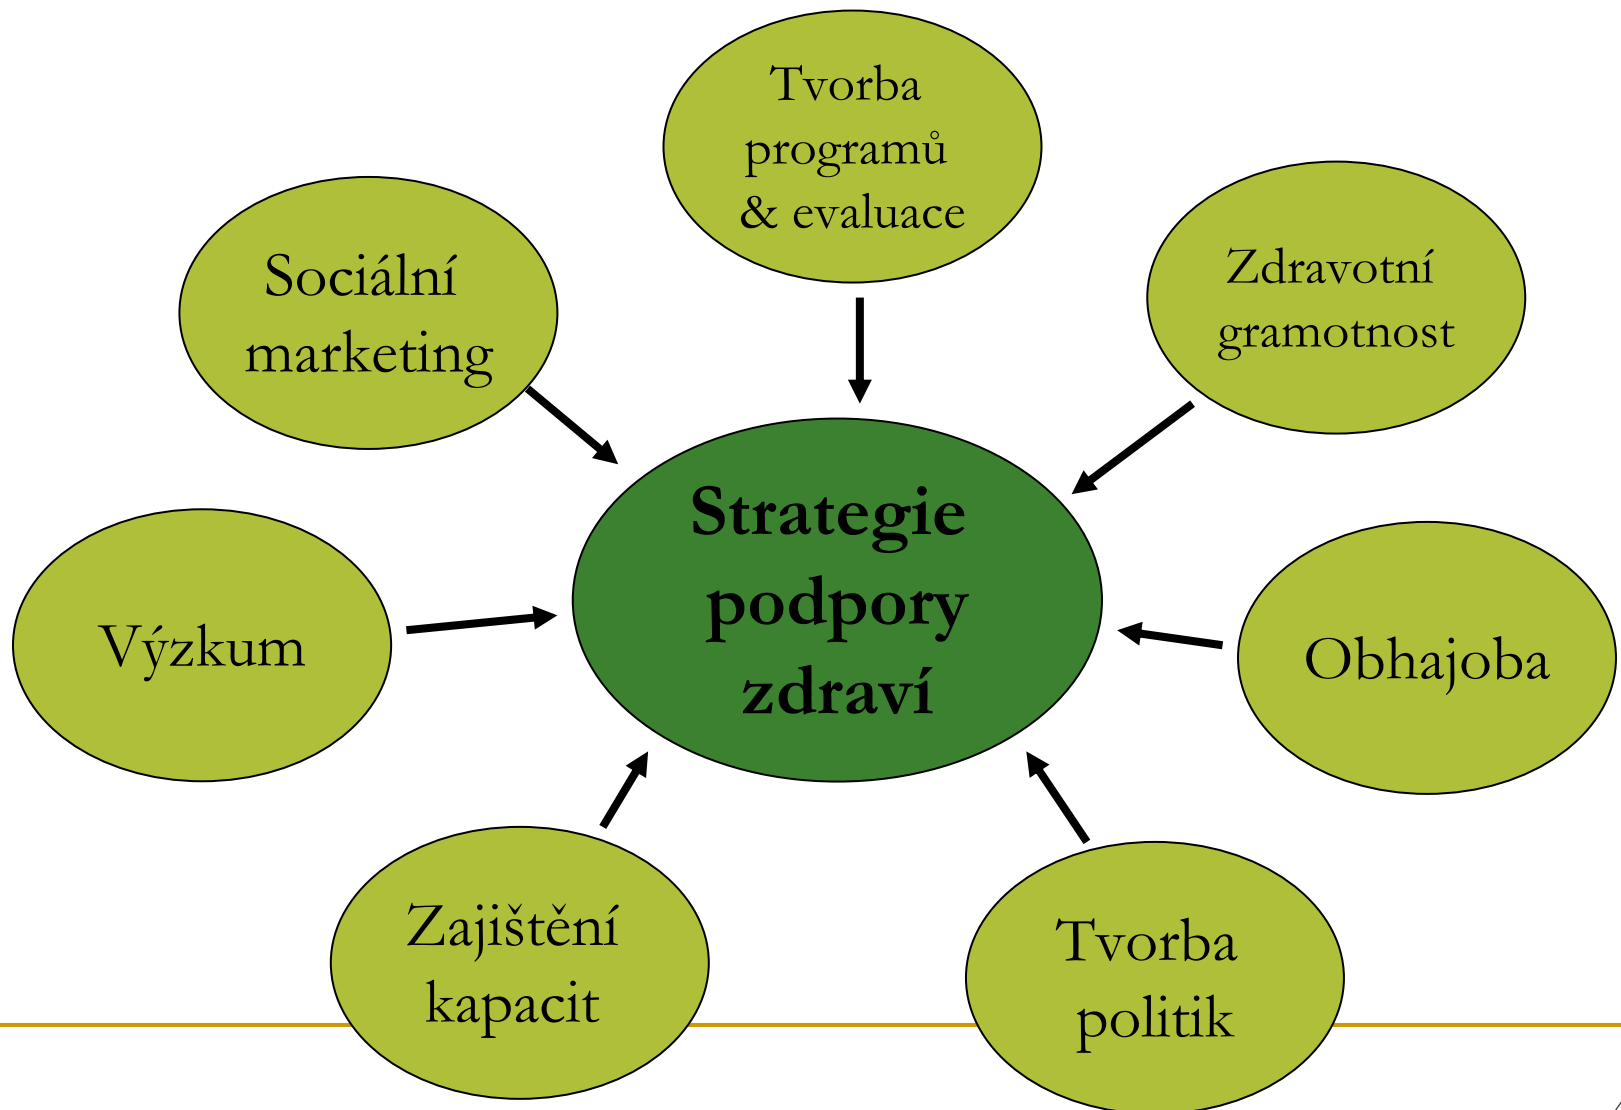 Tvorba
programů
& evaluace
Sociální
marketing
Zdravotní
gramotnost
Strategie
podpory
zdraví
Výzkum
Obhajoba
Zajištění
kapacit
Tvorba
politik